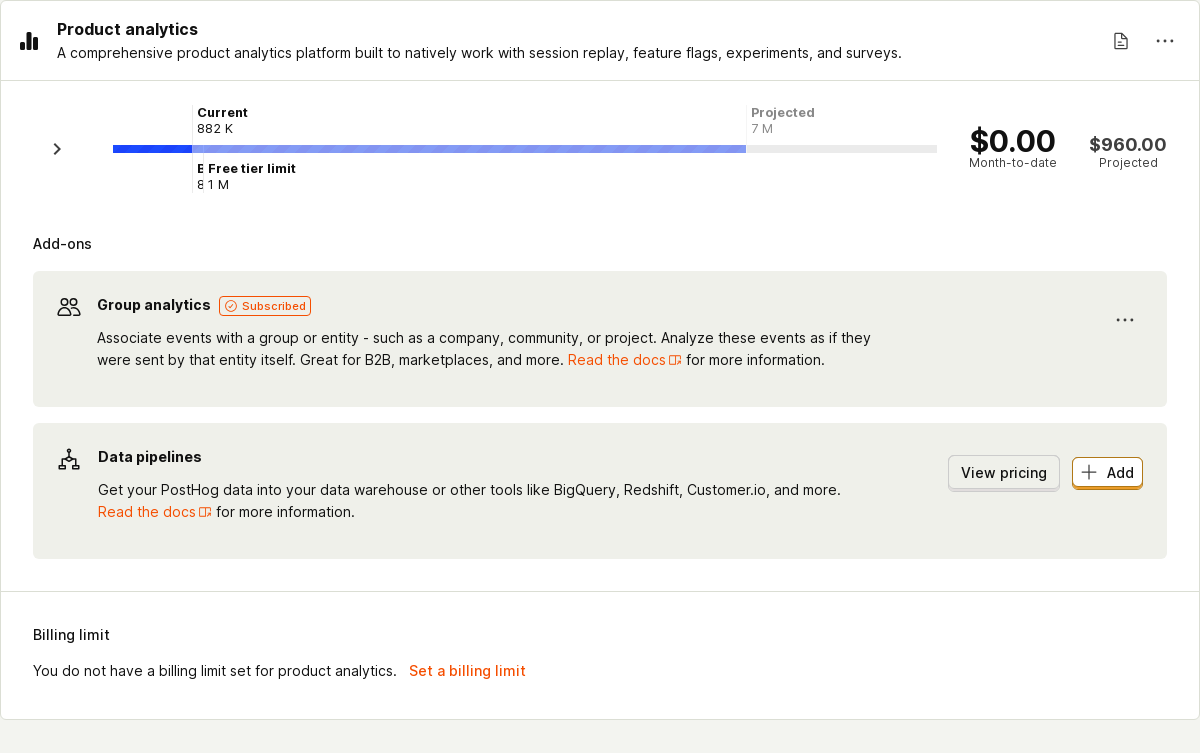 Product analytics
A comprehensive product analytics platform built to natively work with session replay, feature flags, experiments, and surveys.
Current
882 K
Projected
7 M
Free tier limit
1 M
$0.00
Month-to-date
$960.00
Projected
Add-ons
Group analytics Subscribed
Associate events with a group or entity - such as a company, community, or project. Analyze these events as if they
were sent by that entity itself. Great for B2B, marketplaces, and more. Read the docs for more information.
Data pipelines
Get your PostHog data into your data warehouse or other tools like BigQuery, Redshift, Customer.io, and more.
Read the docs for more information.
View pricing
Add
Billing limit
You do not have a billing limit set for product analytics. Set a billing limit